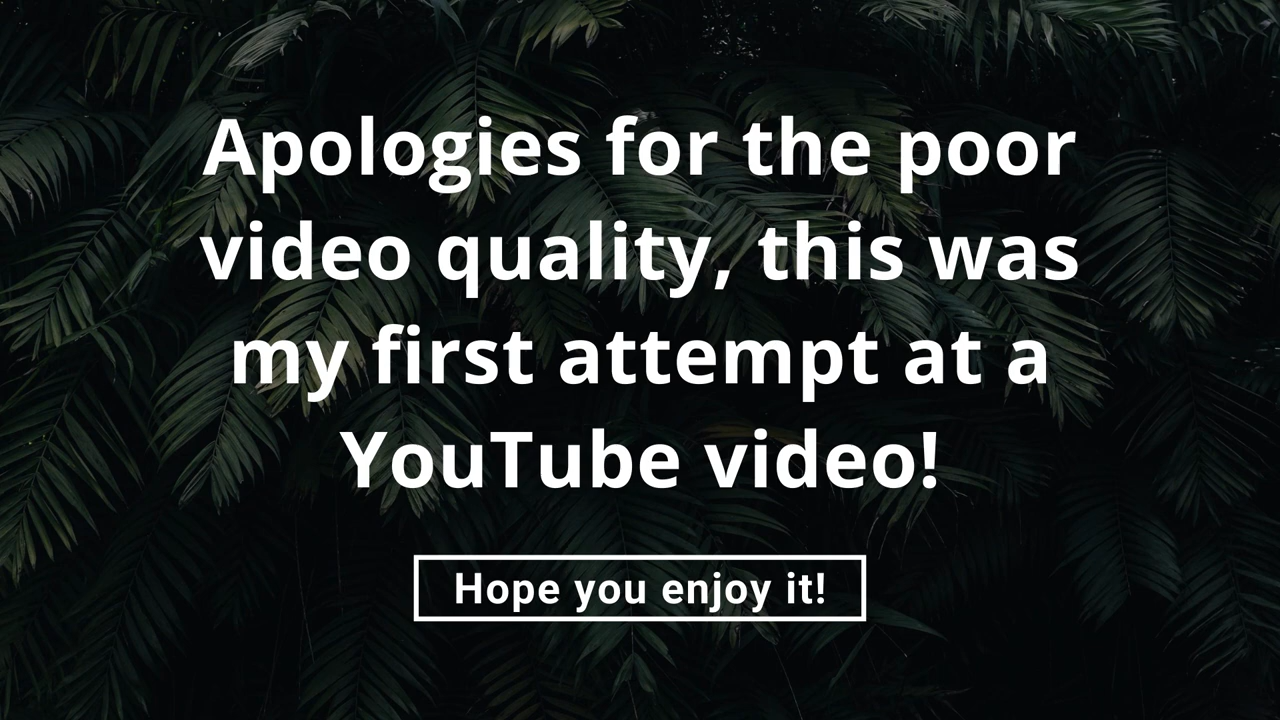 Apologies for the poor
video quality, this was
my first attempt at a
YouTube video!
Hope you enjoy it!